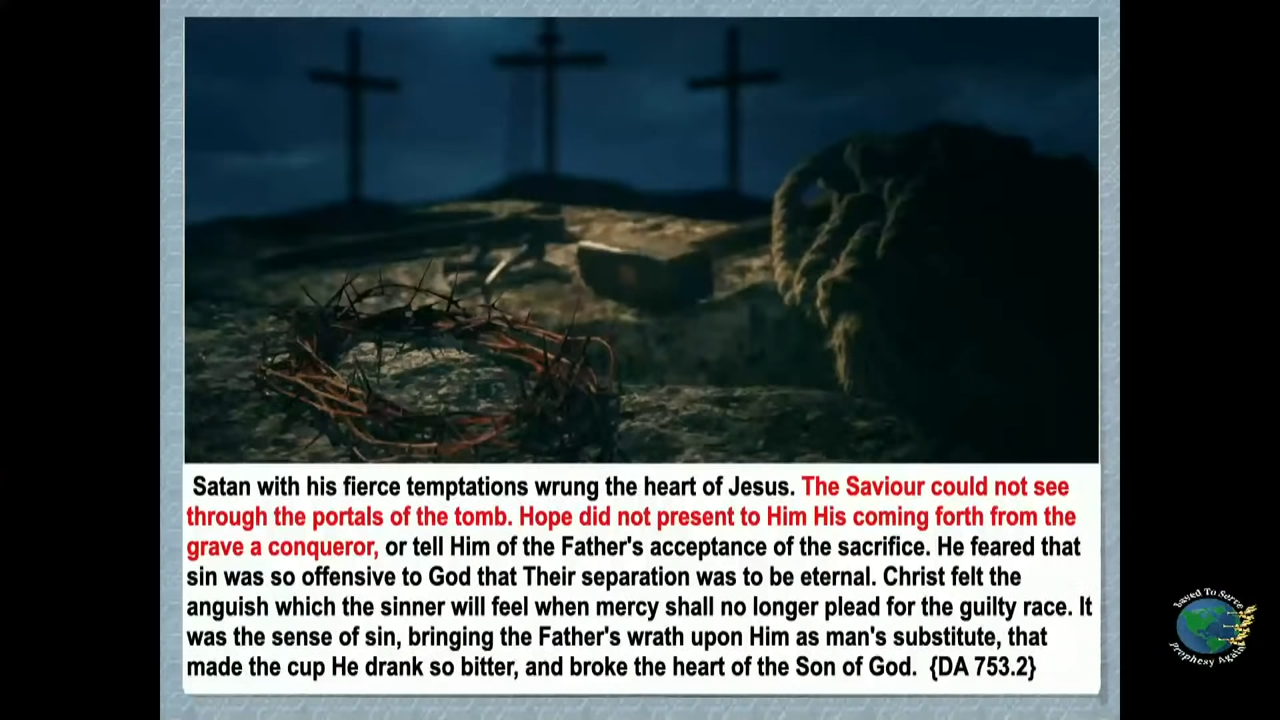 Satan with his fierce temptations wrung the heart of Jesus. The Saviour could not see
through the portals of the tomb. Hope did not present to Him His coming forth from the
grave a conqueror, or tell Him of the Father's acceptance of the sacrifice. He feared that
sin was so offensive to God that Their separation was to be eternal. Christ felt the
anguish which the sinner will feel when mercy shall no longer plead for the guilty race. It
was the sense of sin, bringing the Father's wrath upon Him as man's substitute, that
made the cup He drank so bitter, and broke the heart of the Son of God. {DA 753.2}
To Serve
Prophesy Again